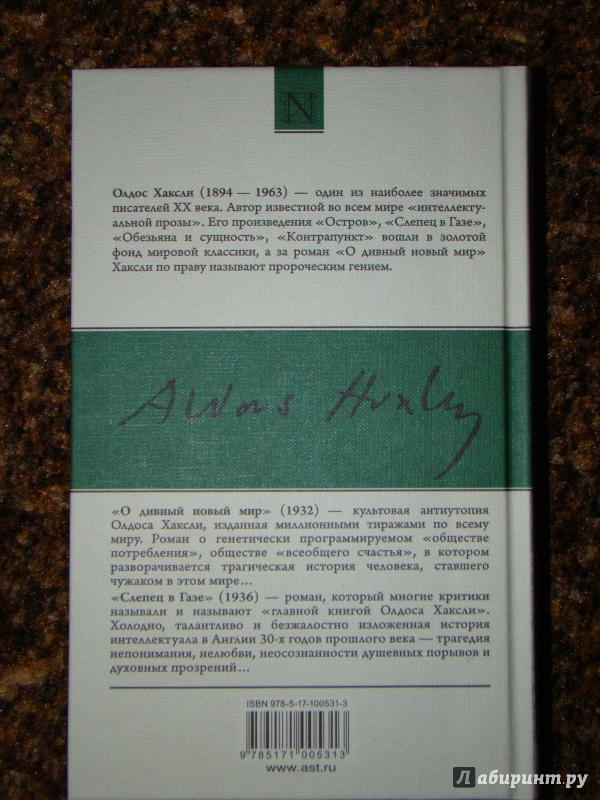 N
Олдос Хаксли (1894 — 1963) — один из наиболее значимых
писателей XX века. Автор известной во всем мире «интеллекту-
альной прозы». Его произведения «Остров», «Слепец в Газе»,
«Обезьяна и сущность», «Контрапункт» вошли в золотой
фонд мировой классики, а за роман «О дивный новый мир»
Хаксли по праву называют пророческим гением.
Aldous Huxley
«О дивный новый мир» (1932) — культовая антиутопия
Олдоса Хаксли, изданная миллионными тиражами по всему
миру. Роман о генетически программируемом «обществе
потребления», обществе «всеобщего счастья», в котором
разворачивается трагическая история человека, ставшего
чужаком в этом мире...
«Слепец в Газе» (1936) — роман, который многие критики
называли и называют «главной книгой Олдоса Хаксли».
Холодно, талантливо и безжалостно изложенная история
интеллектуала в Англии 30-х годов прошлого века — трагедия
непонимания, нелюбви, неосознанности душевных порывов и
духовных прозрений...
ISBN 978-5-17-100531-3
9 785171 005313
www.ast.ru
Лабиринт.ру